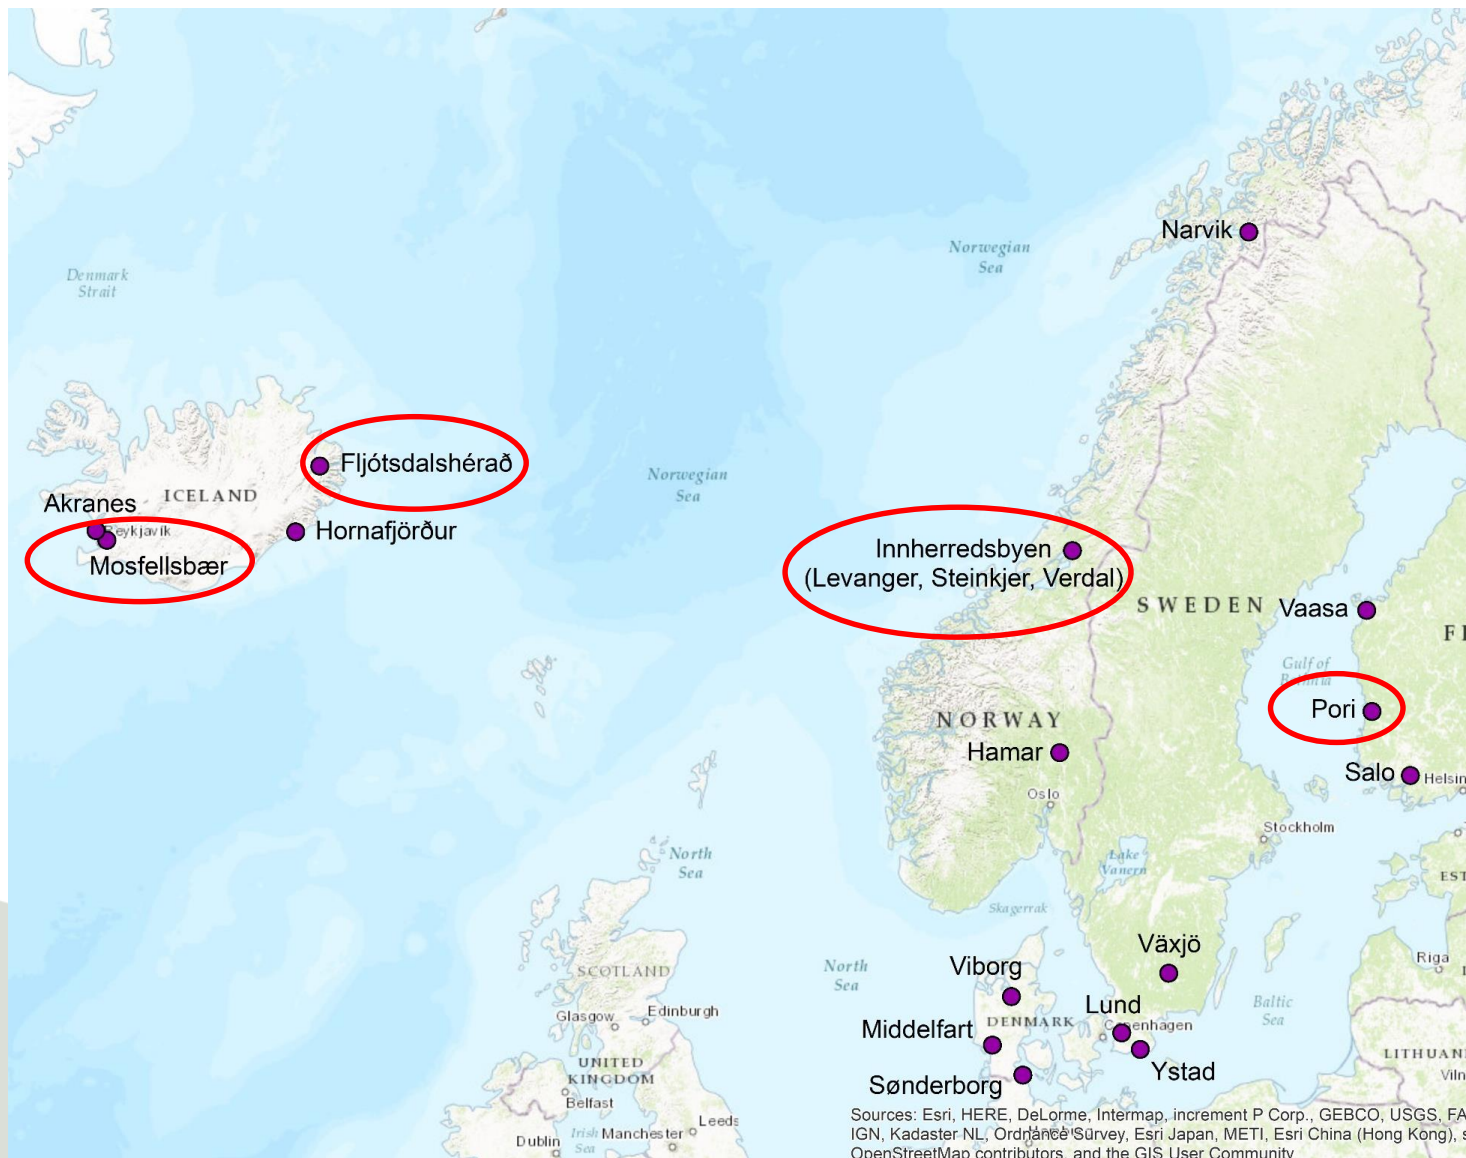 Narvik
Norwegian
Sea
Denmark
Strait
Fljótsdalshérað
Norwegian
Sea
ICELAND
Akranes
Reykjavik
Hornafjörður
Mosfellsbær
Innherredsbyen
(Levanger, Steinkjer, Verdal)
SWEDEN
Vaasa
FI
Gulf of
Bothnia
Pori
NORWAY
Hamar
Salo
Helsin
Oslo
Stockholm
North
Sea
Lake
Vanern
EST
Skagerrak
Växjö
Riga
Viborg
North
Sea
SCOTLAND
Lund
Baltic
Sea
Glasgow
Edinburgh
DENMARK
Copenhagen
Middelfart
LITHUAN
Ystad
Viln
UNITED
KINGDOM
Sønderborg
Belfast
Leeds
Irish
Sea
Manchester
Dublin
Sources: Esri, HERE, DeLorme, Intermap, increment P Corp., GEBCO, USGS, FA
IGN, Kadaster NL, Ordnance Survey, Esri Japan, METI, Esri China (Hong Kong), s
OpenStreetMap contributors, and the GIS User Community